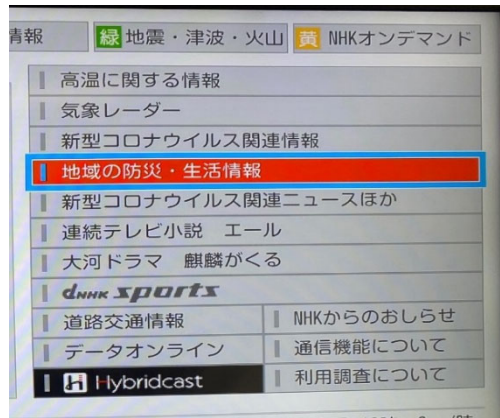 情報 緑 地震・津波・火山 黄 NHKオンデマンド
高温に関する情報
気象レーダー
新型コロナウイルス関連情報
地域の防災・生活情報
新型コロナウイルス関連ニュースほか
連続テレビ小説 エール
大河ドラマ 麒麟がくる
dNHK sports
道路交通情報 NHKからのおしらせ
データオンライン 通信機能について
H Hybridcast 利用調査について